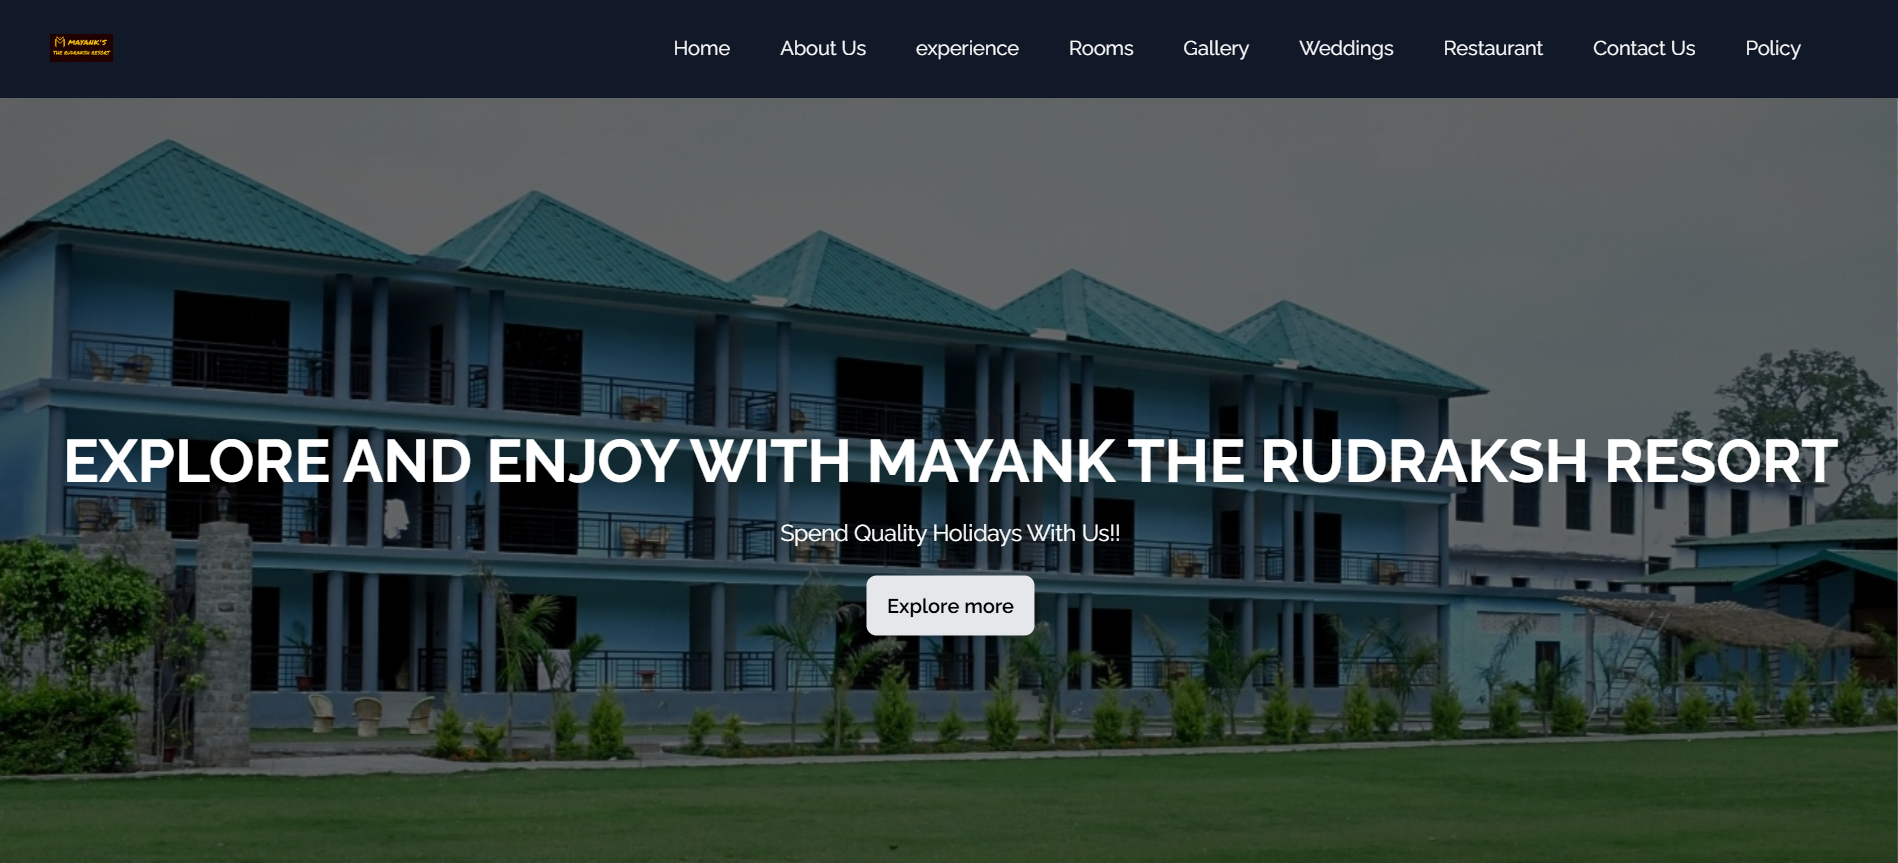 MAYANK'S
THE RUDRAKSH RESORT
Home About Us experience Rooms Gallery Weddings Restaurant Contact Us Policy
EXPLORE AND ENJOY WITH MAYANK THE RUDRAKSH RESORT
Spend Quality Holidays With Us!!
Explore more